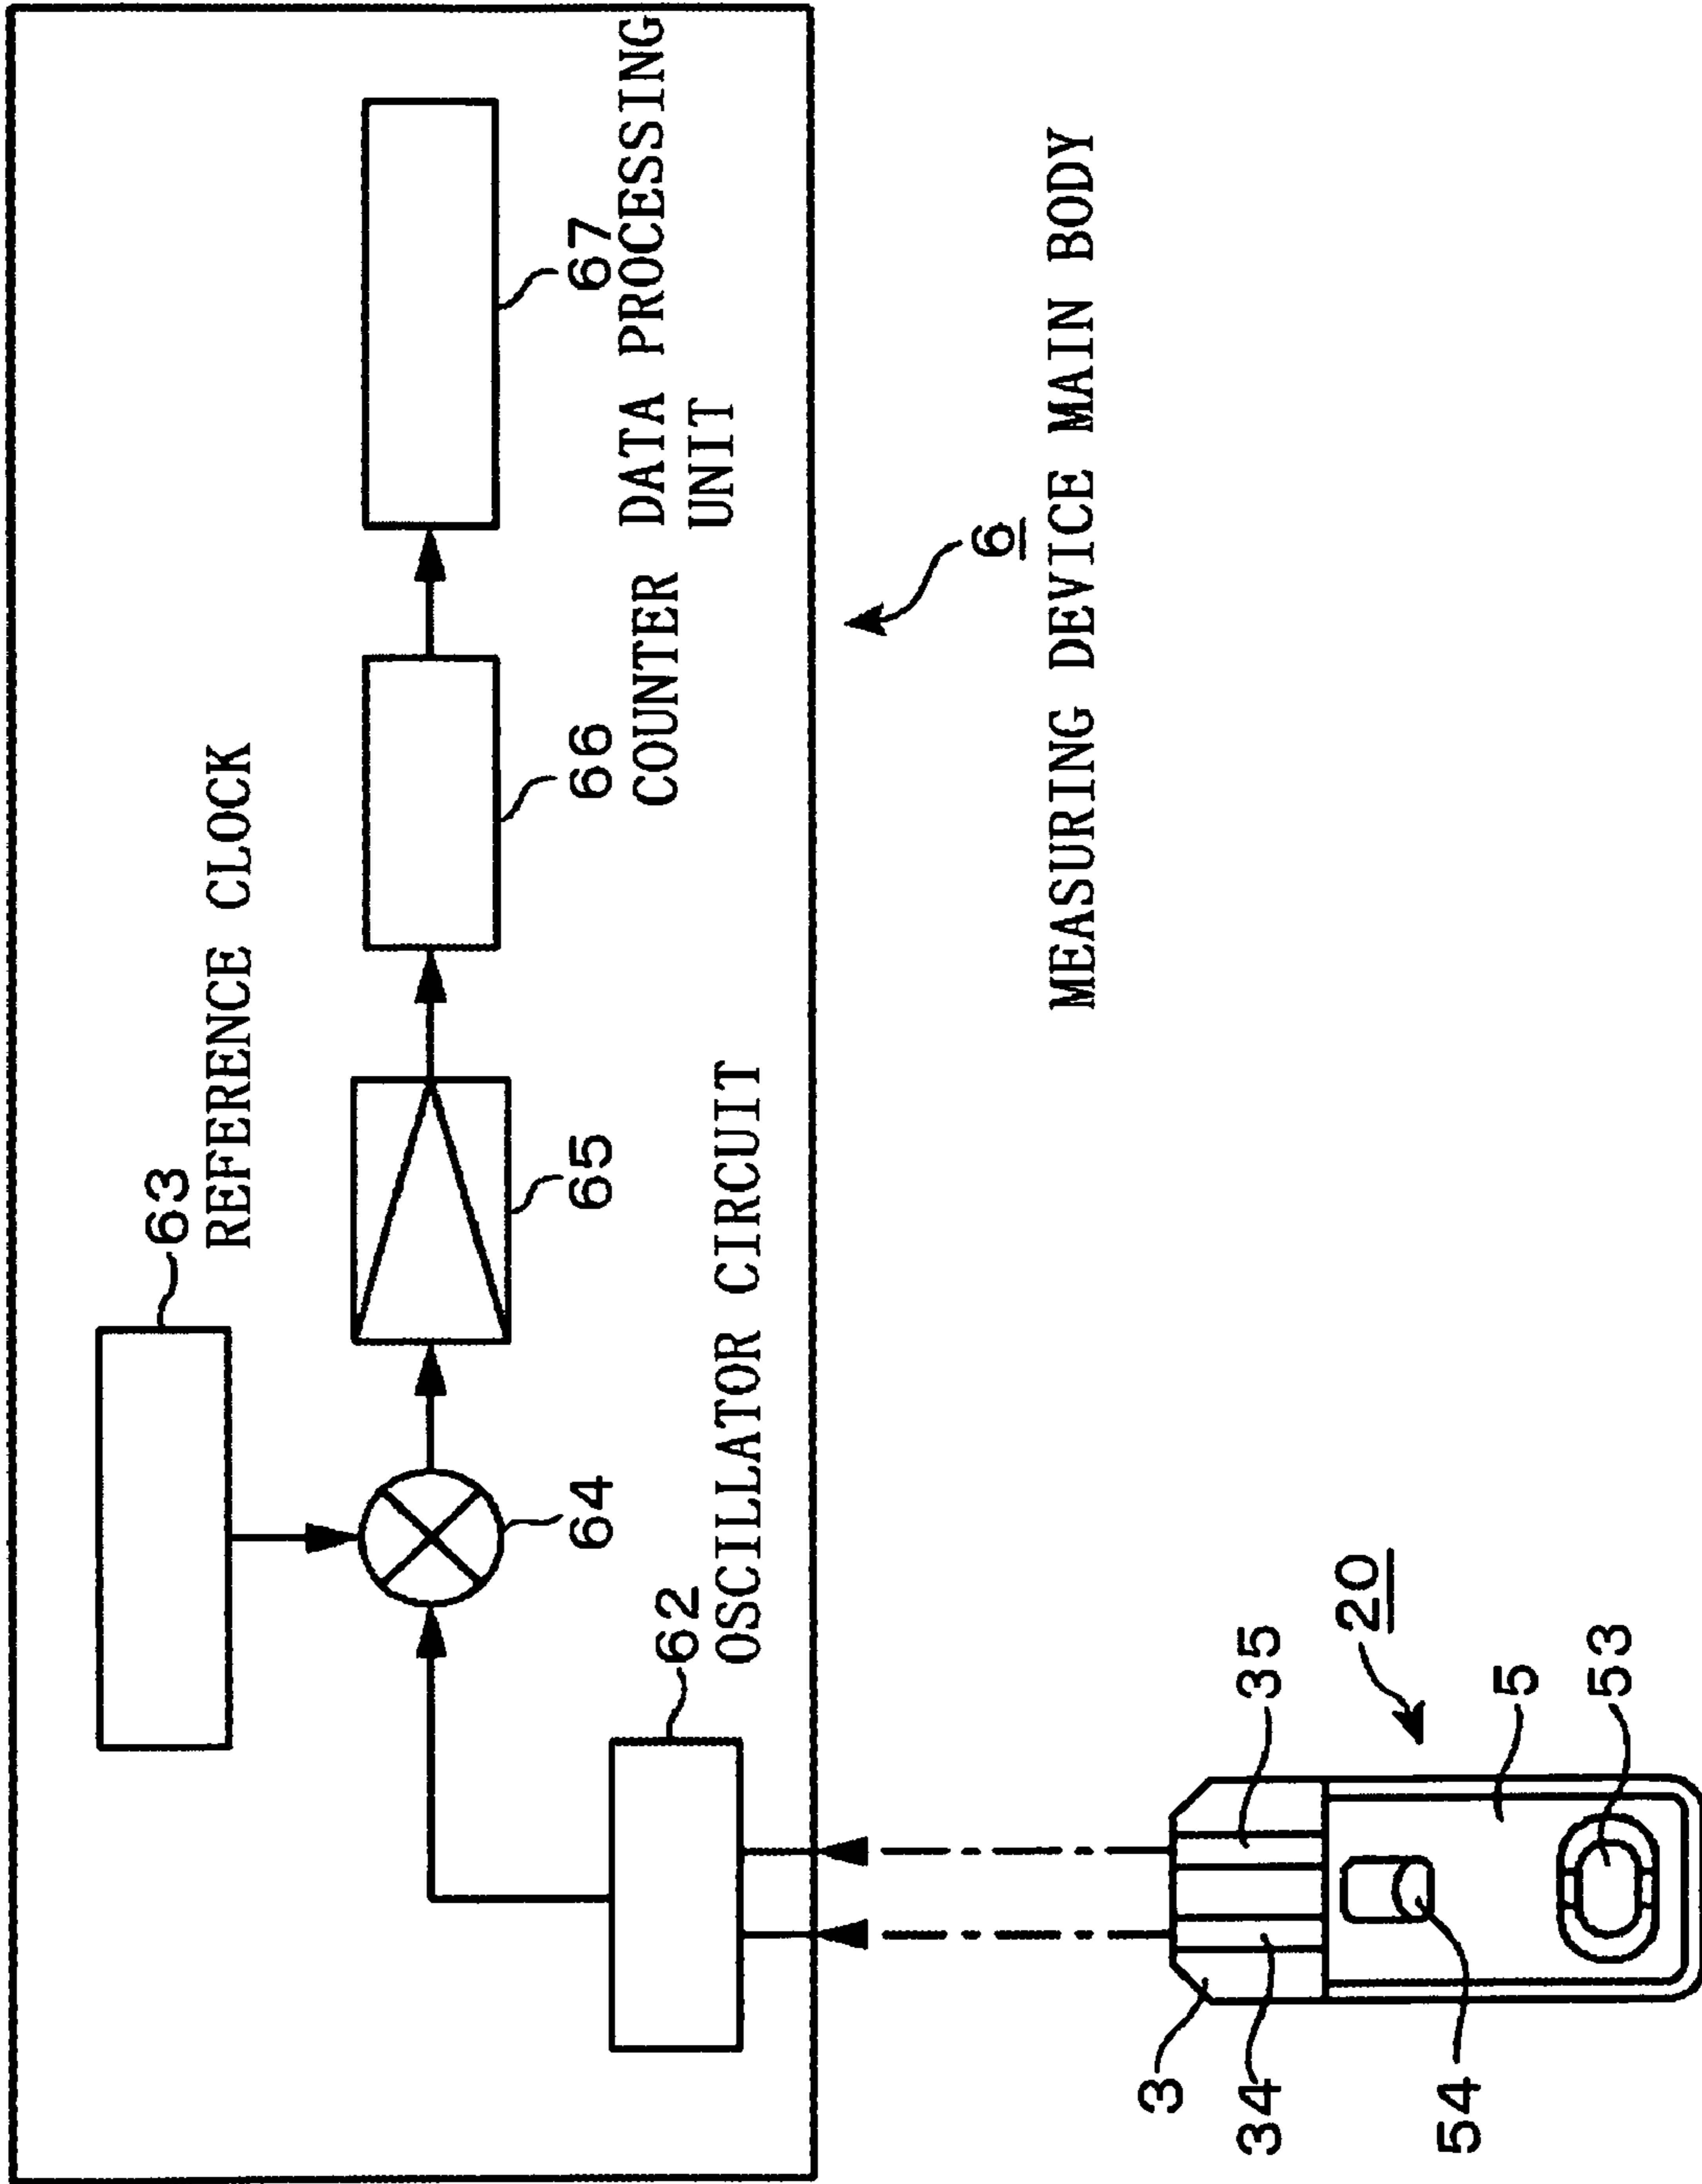 63
REFERENCE CLOCK
64
65
66
COUNTER
67
DATA PROCESSING
UNIT
62
OSCILLATOR CIRCUIT
6
MEASURING DEVICE MAIN BODY
3
34
54
35
20
5
53